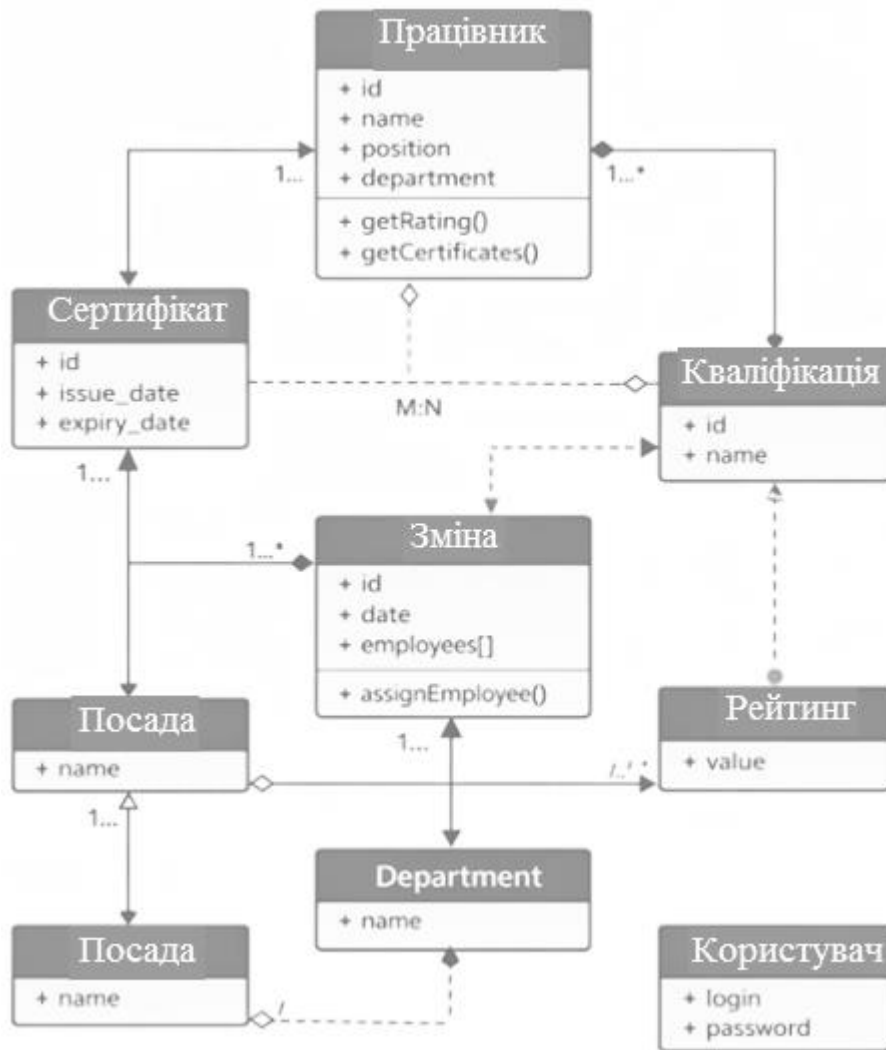 Працівник
+ id
+ name
+ position
+ department
+ getRating()
+ getCertificates()
1...
1...*
Сертифікат
+ id
+ issue_date
+ expiry_date
M:N
Кваліфікація
+ id
+ name
1...
1...*
Зміна
+ id
+ date
+ employees[]
+ assignEmployee()
Посада
+ name
1...
Рейтинг
+ value
1...
Department
+ name
Посада
+ name
Користувач
+ login
+ password